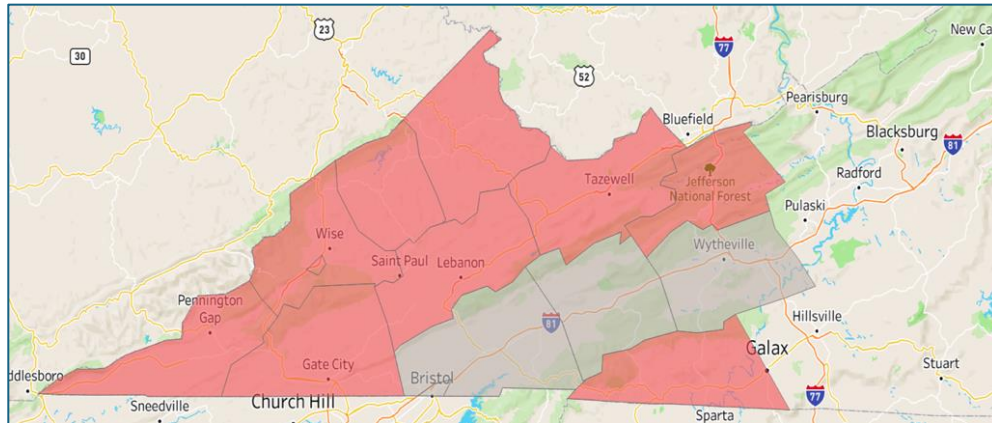 23
30
77
New Ca
52
Pearisburg
Bluefield
Blacksburg
81
Tazewell
Jefferson
National Forest
Radford
Pulaski
Wise
Wytheville
Saint Paul
Lebanon
Pennington
Gap
81
Hillsville
Galax
Gate City
Stuart
ddlesboro
Bristol
Church Hill
77
Sneedville
Sparta